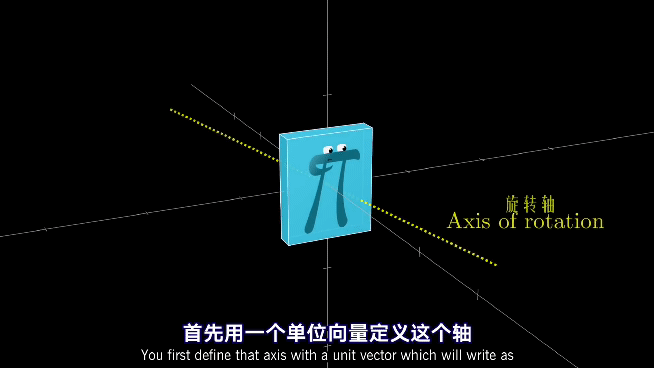 旋转轴
Axis of rotation
首先用一个单位向量定义这个轴
You first define that axis with a unit vector which will write as